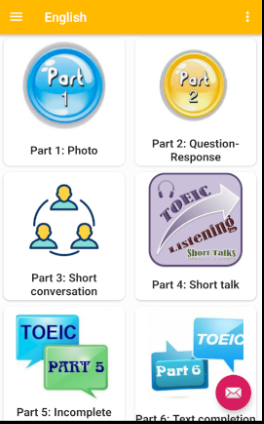 English
Part
1
Part 1: Photo
Part
2
Part 2: Question-
Response
Part 3: Short
conversation
TOEIC
Listening
Short Talks
Part 4: Short talk
TOEIC
PART 5
Part 5: Incomplete
TOEIC
Part 6
Part 6: Text completion